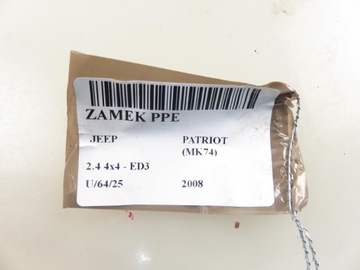 ZAMEK PPE
JEEP PATRIOT
(MK74)
2.4 4x4 - ED3
U/64/25 2008